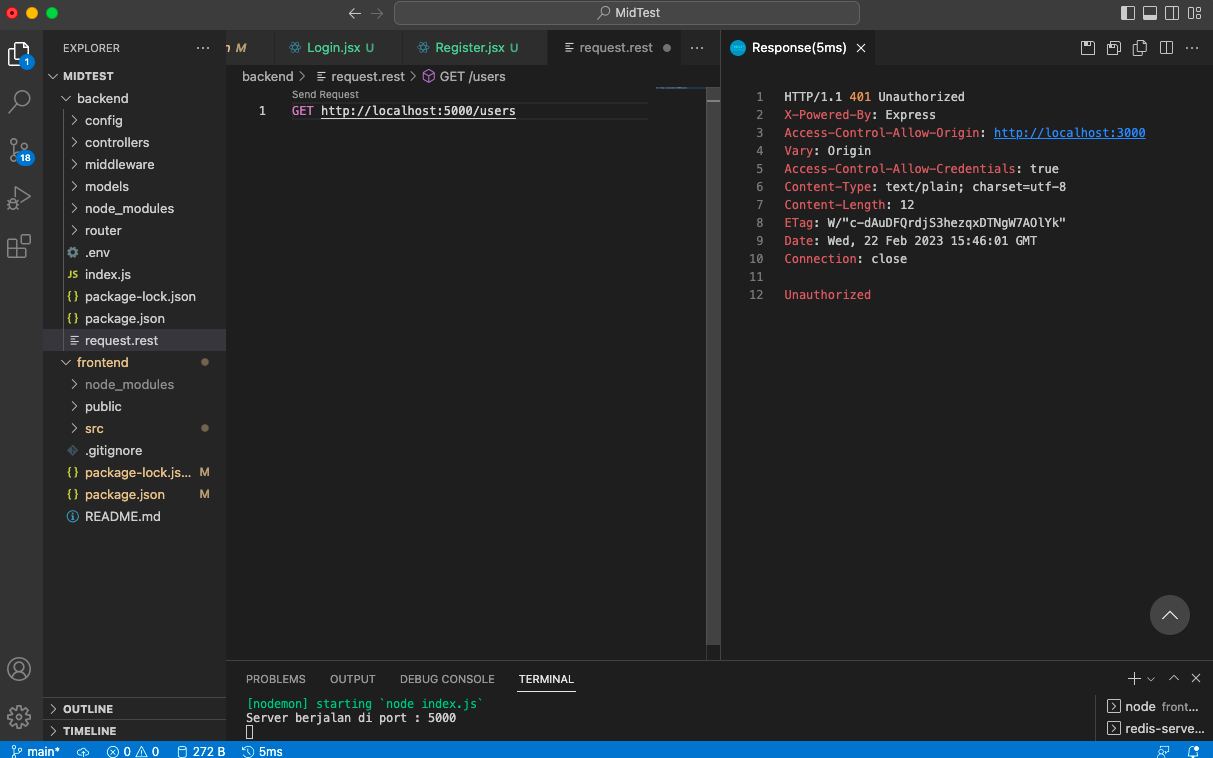 MidTest
EXPLORER
M
Login.jsx U
Register.jsx U
request.rest
Response(5ms)
1
18
MIDTEST
backend
config
controllers
middleware
models
node_modules
router
.env
JS index.js
{} package-lock.json
{} package.json
request.rest
frontend
node_modules
public
src
.gitignore
{} package-lock.js... M
{} package.json M
README.md
OUTLINE
TIMELINE
backend > request.rest > GET /users
Send Request
1 GET http://localhost:5000/users
1 HTTP/1.1 401 Unauthorized
2 X-Powered-By: Express
3 Access-Control-Allow-Origin: http://localhost:3000
4 Vary: Origin
5 Access-Control-Allow-Credentials: true
6 Content-Type: text/plain; charset=utf-8
7 Content-Length: 12
8 ETag: W/"c-dAuDFQrdjS3hezqxDTNgW7AOlYk"
9 Date: Wed, 22 Feb 2023 15:46:01 GMT
10 Connection: close
11
12 Unauthorized
PROBLEMS OUTPUT DEBUG CONSOLE TERMINAL
[nodemon] starting `node index.js`
Server berjalan di port : 5000
node front...
redis-serve...
main* 0 0 272 B 5ms